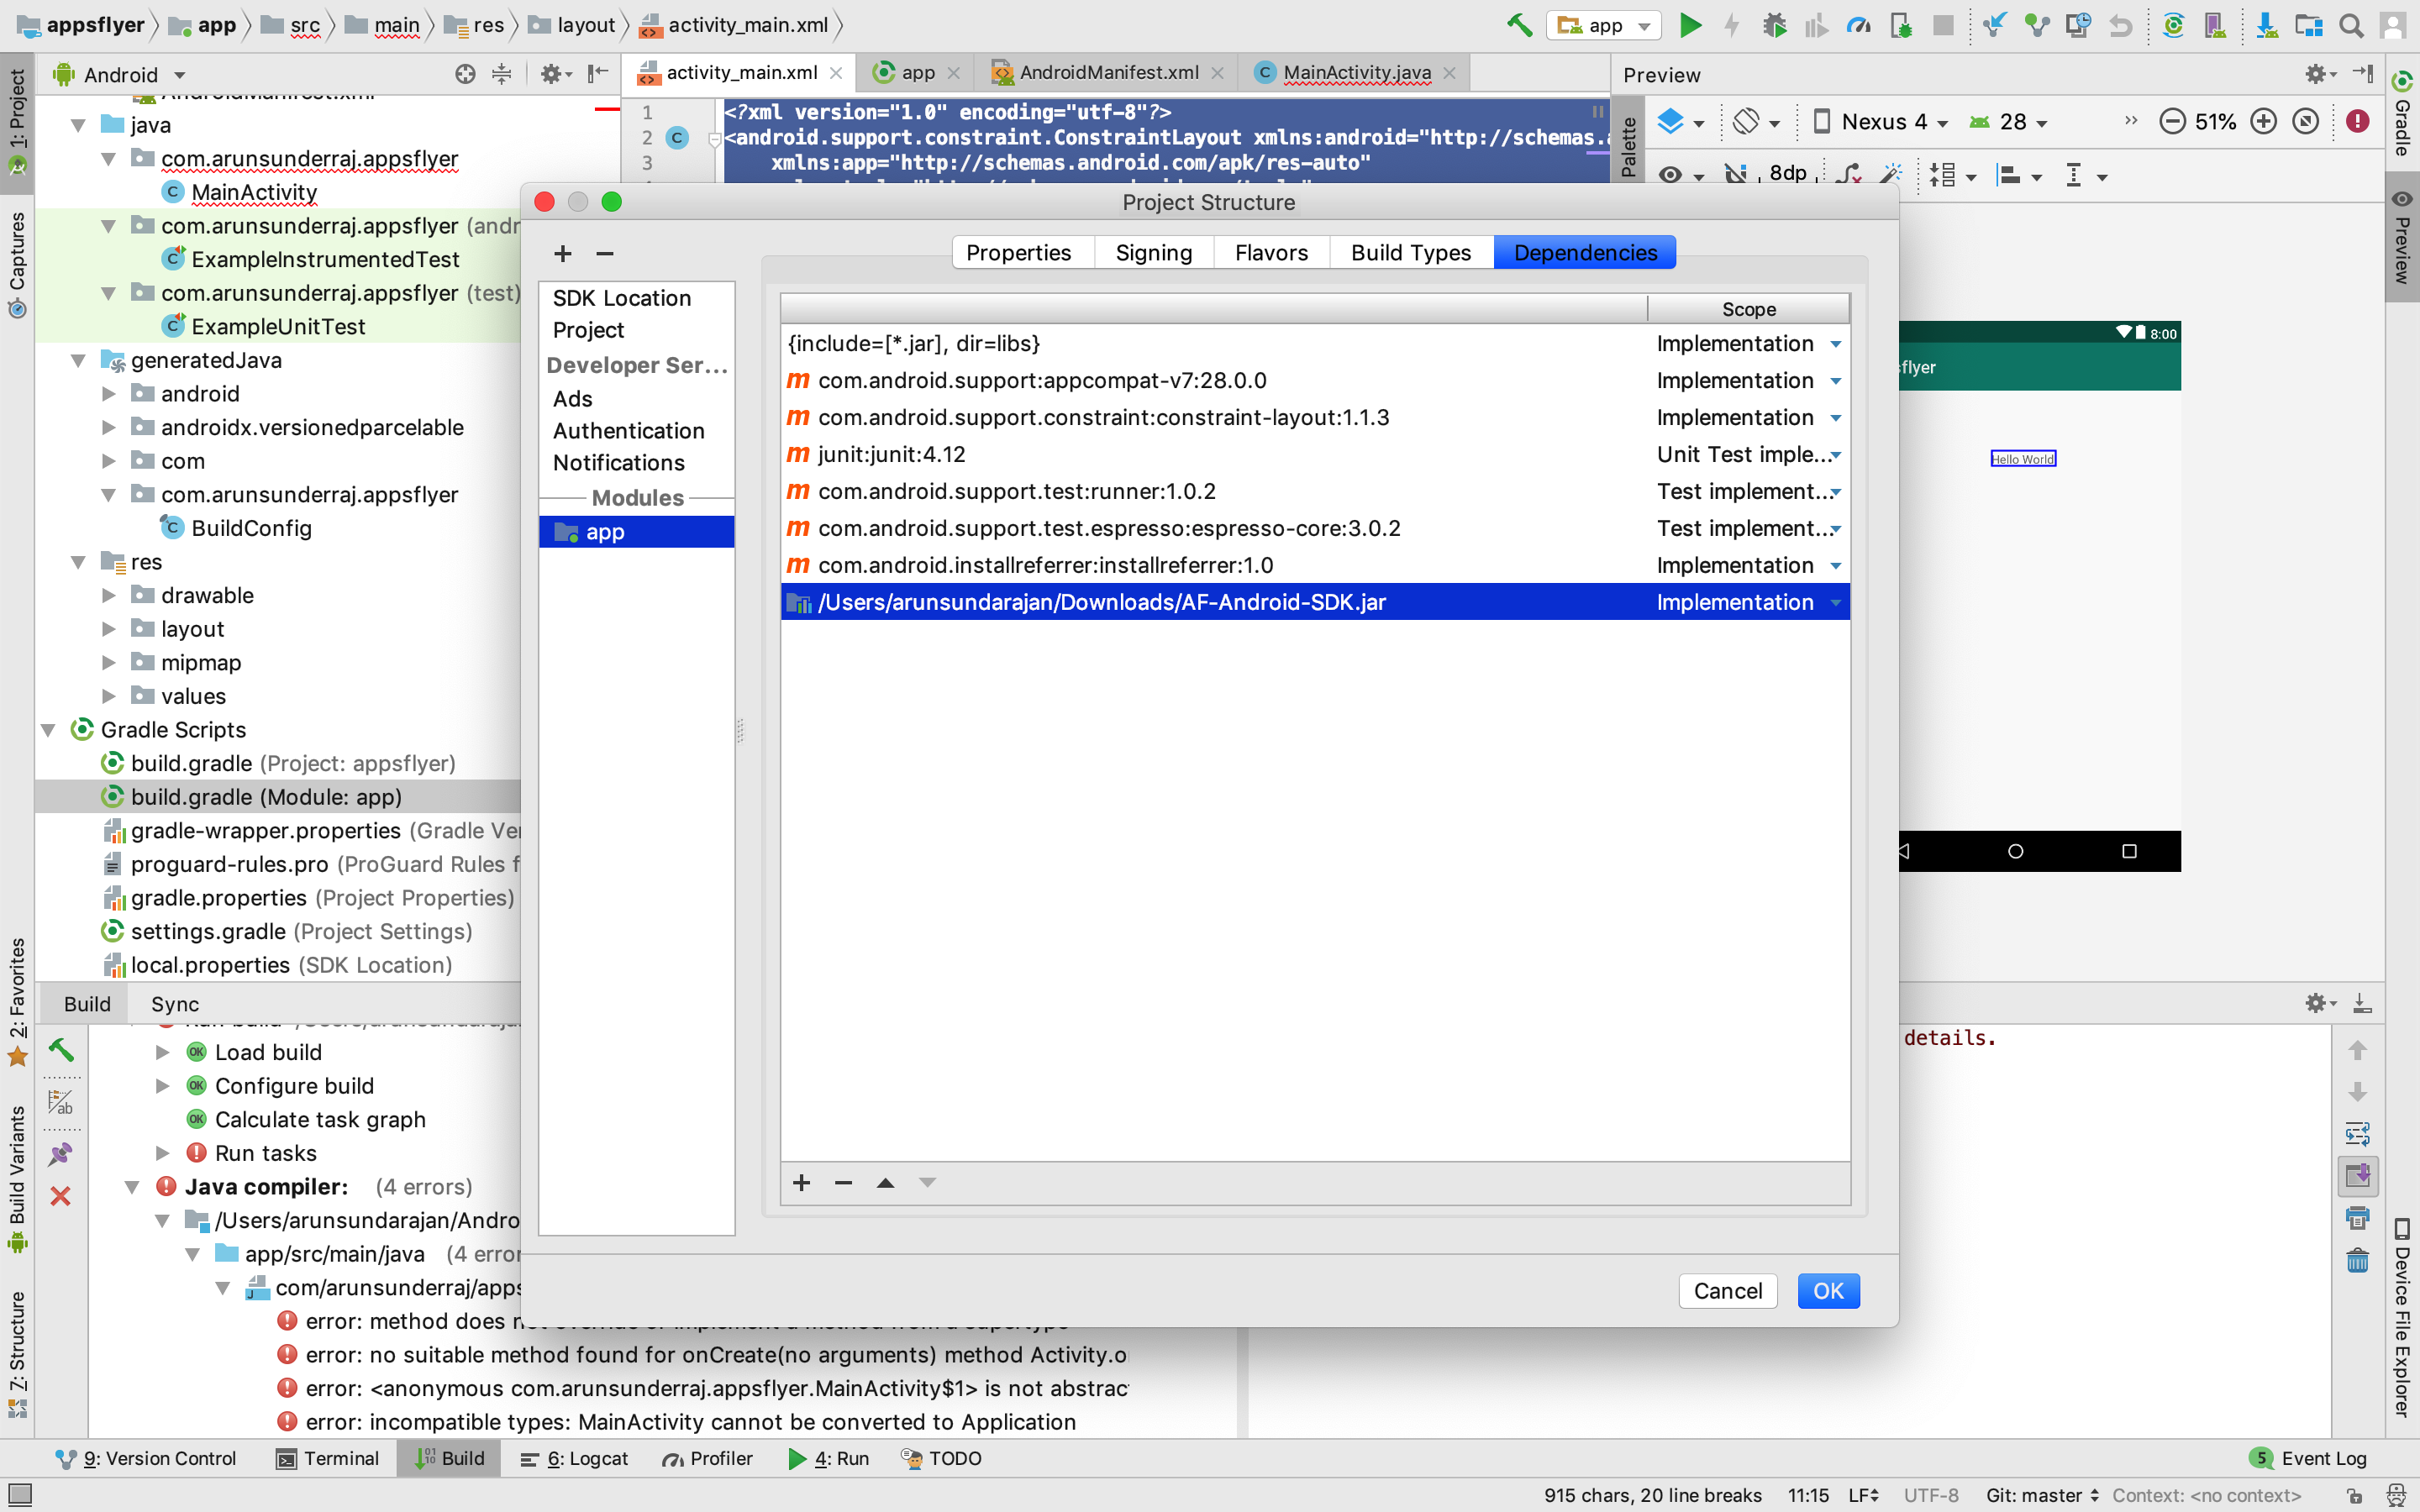 appsflyer app src main res layout activity_main.xml
app
Android
activity_main.xml app AndroidManifest.xml MainActivity.java
Preview
1: Project
Captures
2: Favorites
Build Variants
Z: Structure
AndroidManifest.xml
java
com.arunsunderraj.appsflyer
MainActivity
com.arunsunderraj.appsflyer (andr
ExampleInstrumentedTest
com.arunsunderraj.appsflyer (test)
ExampleUnitTest
generatedJava
android
androidx.versionedparcelable
com
com.arunsunderraj.appsflyer
BuildConfig
res
drawable
layout
mipmap
values
Gradle Scripts
build.gradle (Project: appsflyer)
build.gradle (Module: app)
gradle-wrapper.properties (Gradle Ver
proguard-rules.pro (ProGuard Rules f
gradle.properties (Project Properties)
settings.gradle (Project Settings)
local.properties (SDK Location)
1 <?xml version="1.0" encoding="utf-8"?>
2 <android.support.constraint.ConstraintLayout xmlns:android="http://schemas.a
3 xmlns:app="http://schemas.android.com/apk/res-auto"
Palette
Nexus 4 28 51%
8dp
Gradle
Preview
Device File Explorer
8:00
flyer
Hello World
Project Structure
Properties Signing Flavors Build Types Dependencies
SDK Location
Project
Developer Ser...
Ads
Authentication
Notifications
Modules
app
Scope
{include=[*.jar], dir=libs} Implementation
m com.android.support:appcompat-v7:28.0.0 Implementation
m com.android.support.constraint:constraint-layout:1.1.3 Implementation
m junit:junit:4.12 Unit Test imple...
m com.android.support.test:runner:1.0.2 Test implement...
m com.android.support.test.espresso:espresso-core:3.0.2 Test implement...
m com.android.installreferrer:installreferrer:1.0 Implementation
/Users/arunsundarajan/Downloads/AF-Android-SDK.jar Implementation
Cancel OK
Build Sync
Load build
Configure build
Calculate task graph
Run tasks
Java compiler: (4 errors)
/Users/arunsundarajan/Andro
app/src/main/java (4 error
com/arunsunderraj/apps
error: method does not override or implement a method from a supertype
error: no suitable method found for onCreate(no arguments) method Activity.o
error: <anonymous com.arunsunderraj.appsflyer.MainActivity$1> is not abstrac
error: incompatible types: MainActivity cannot be converted to Application
details.
9: Version Control Terminal Build 6: Logcat Profiler 4: Run TODO 5 Event Log
915 chars, 20 line breaks 11:15 LF UTF-8 Git: master Context: <no context>